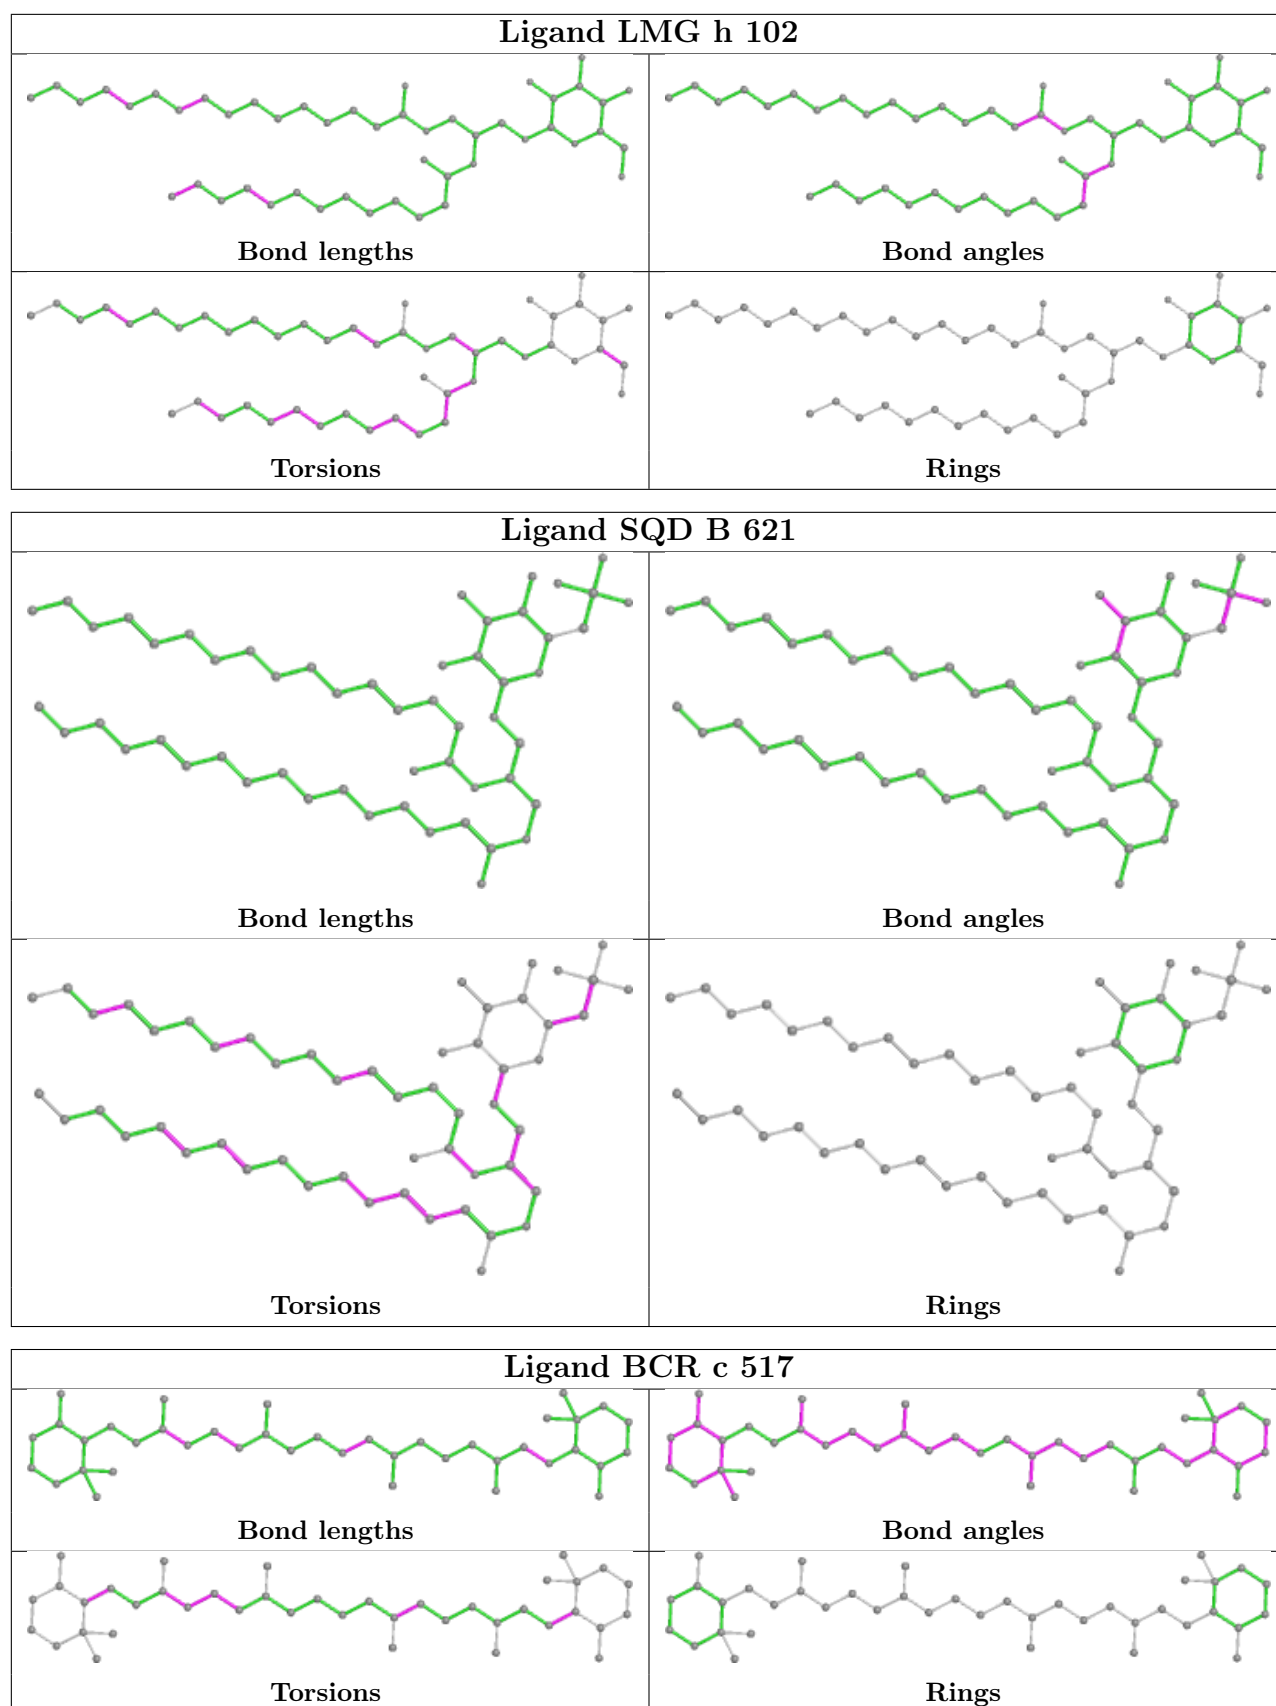 Ligand LMG h 102
Bond lengths
Bond angles
Torsions
Rings
Ligand SQD B 621
Bond lengths
Bond angles
Torsions
Rings
Ligand BCR c 517
Bond lengths
Bond angles
Torsions
Rings